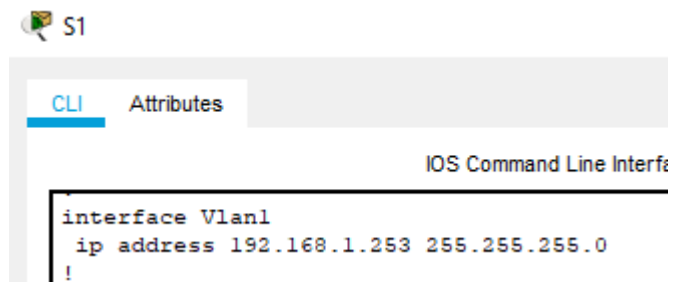 S1
CLI Attributes
IOS Command Line Interfa
interface Vlan1
ip address 192.168.1.253 255.255.255.0
!